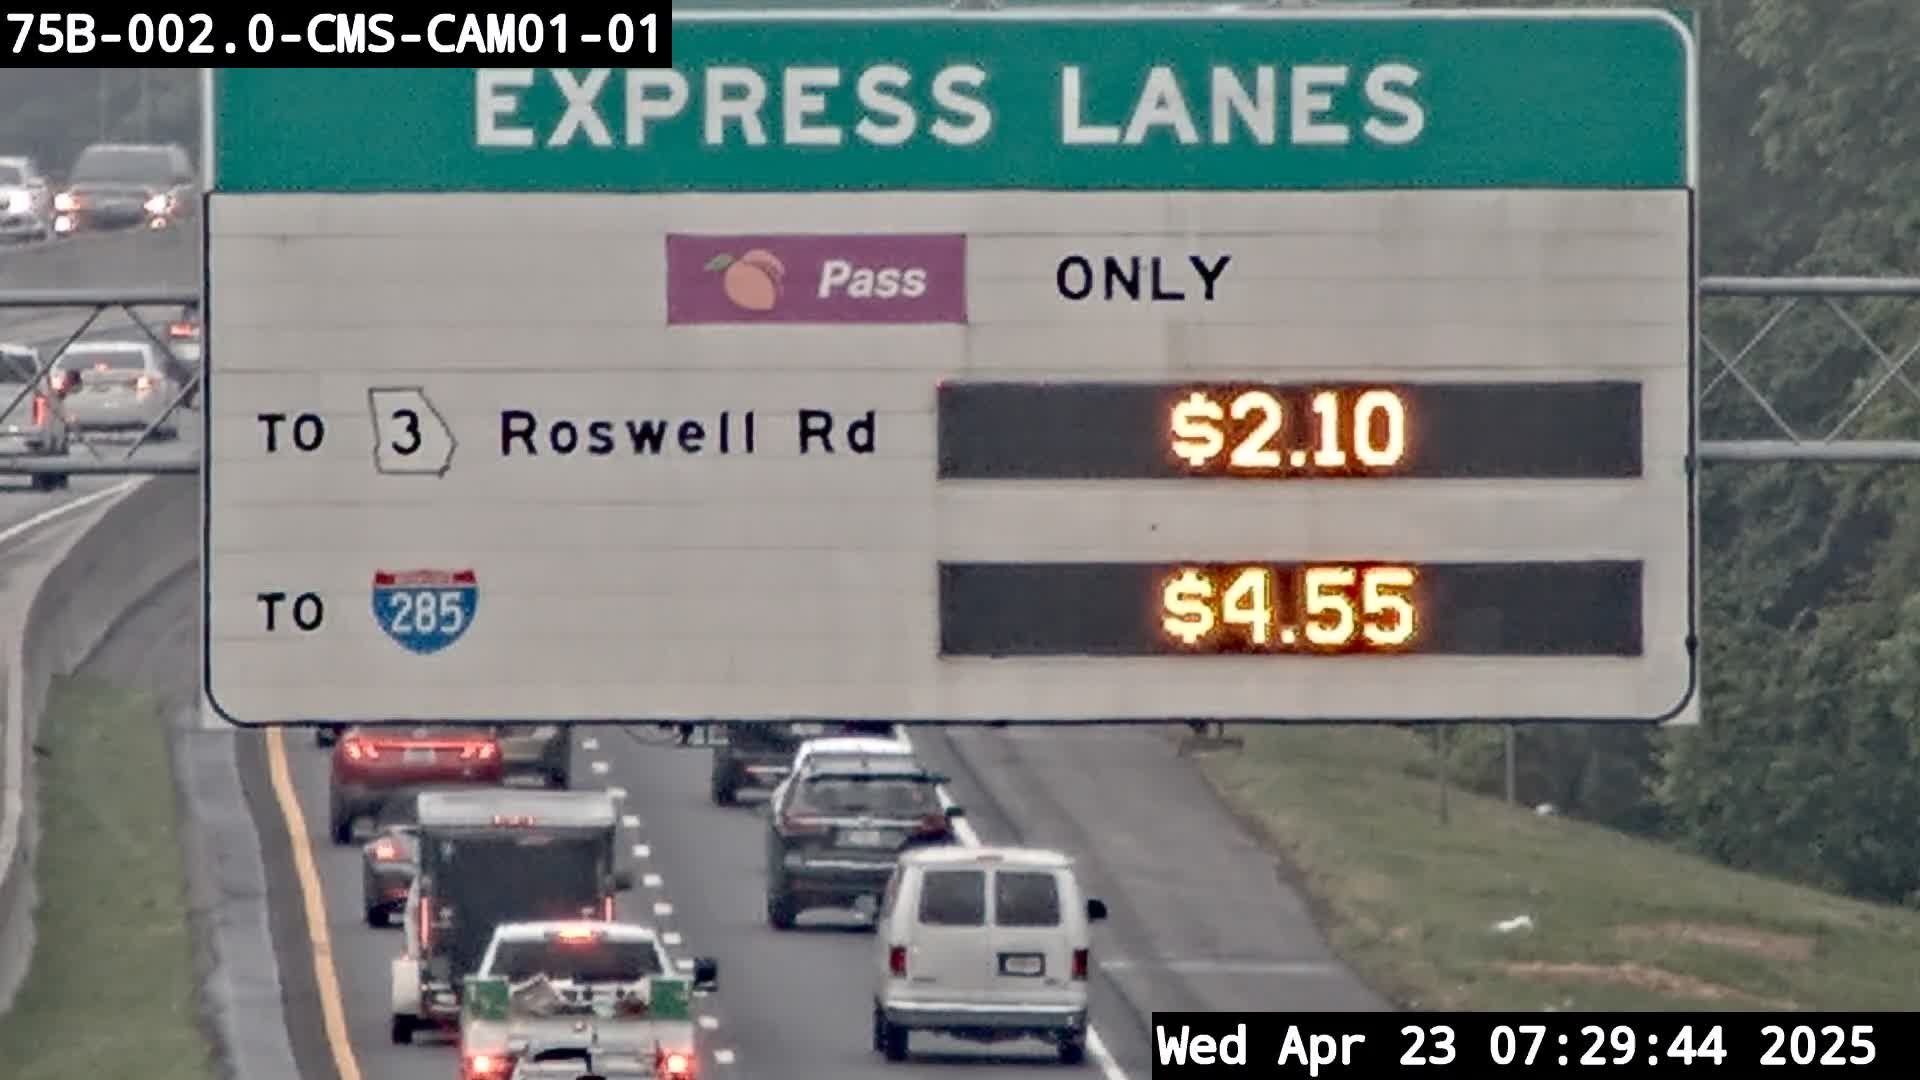 75B-002.0-CMS-CAM01-01
EXPRESS LANES
Pass ONLY
TO 3 Roswell Rd $2.10
TO 285 $4.55
Wed Apr 23 07:29:44 2025